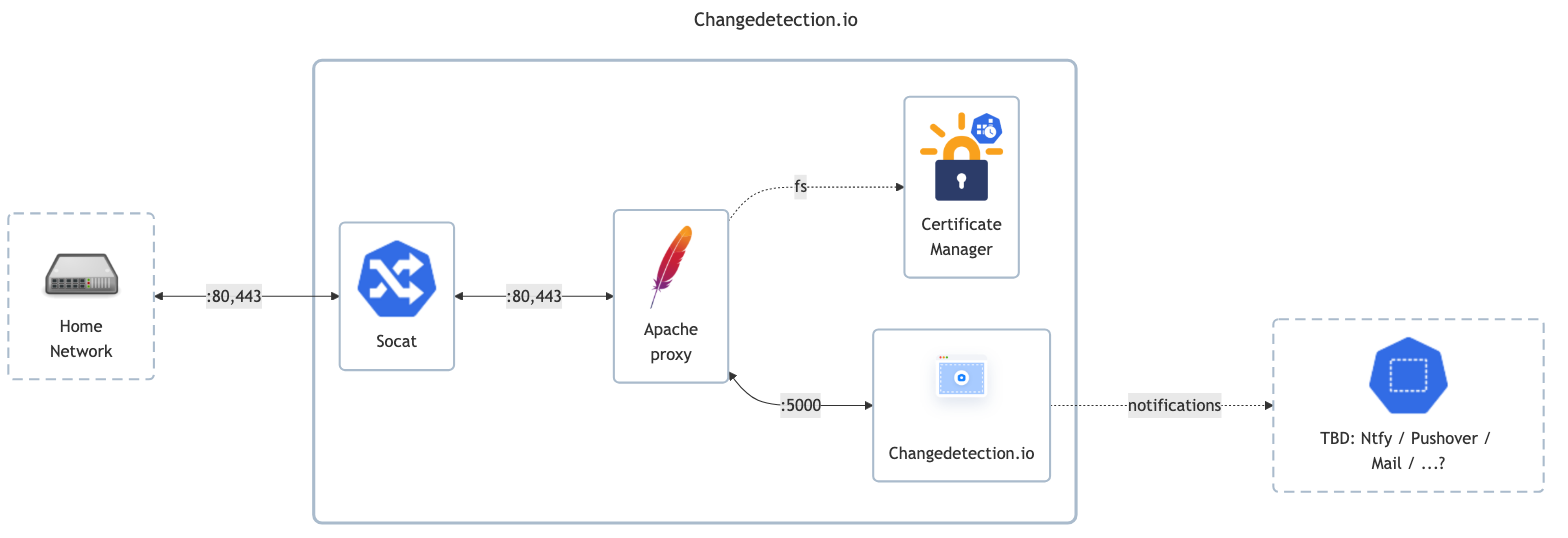 Changedetection.io
Home
Network
:80,443
Socat
:80,443
Apache
proxy
fs
Certificate
Manager
:5000
Changedetection.io
notifications
TBD: Ntfy / Pushover /
Mail / ...?